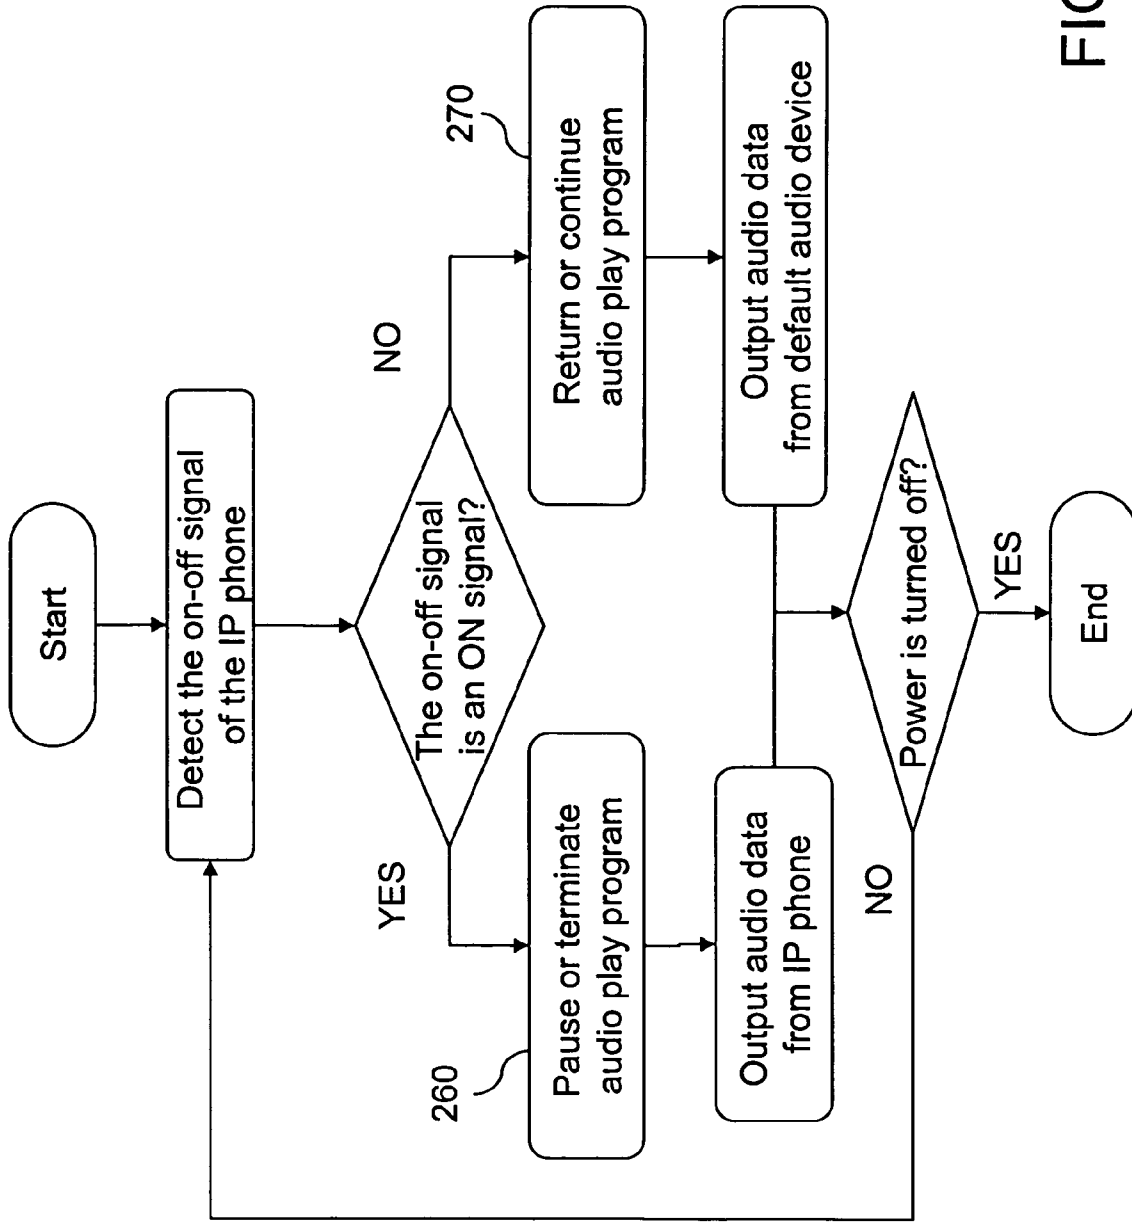 Start
Detect the on-off signal
of the IP phone
The on-off signal
is an ON signal?
YES
NO
260
Pause or terminate
audio play program
270
Return or continue
audio play program
Output audio data
from IP phone
Output audio data
from default audio device
Power is turned off?
NO
YES
End